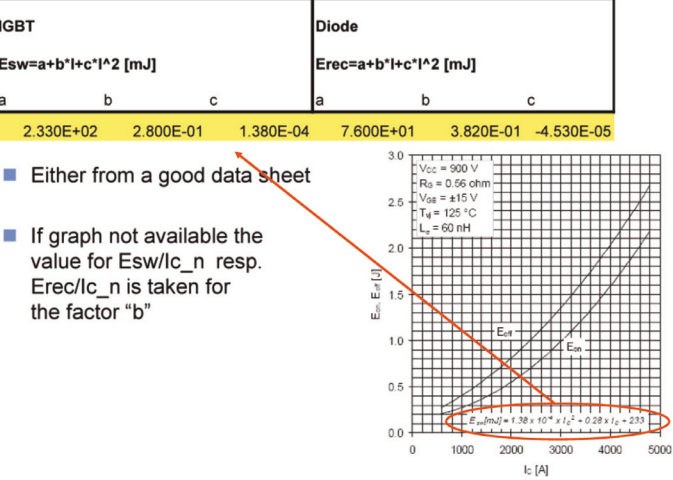 IGBT Diode
Esw=a+b*I+c*I^2 [mJ] Erec=a+b*I+c*I^2 [mJ]
a b c a b c
2.330E+02 2.800E-01 1.380E-04 7.600E+01 3.820E-01 -4.530E-05
Either from a good data sheet
If graph not available the
value for Esw/Ic_n resp.
Erec/Ic_n is taken for
the factor “b”
3.0
2.5
2.0
1.5
1.0
0.5
0.0
Eon, Eoff [J]
VCC = 900 V
RG = 0.56 ohm
VGE = ±15 V
Tvj = 125 °C
Lσ = 60 nH
Eoff
Eon
Esw[mJ] = 1.38 x 10⁻⁴ x Ic² + 0.28 x Ic + 233
0 1000 2000 3000 4000 5000
Ic [A]